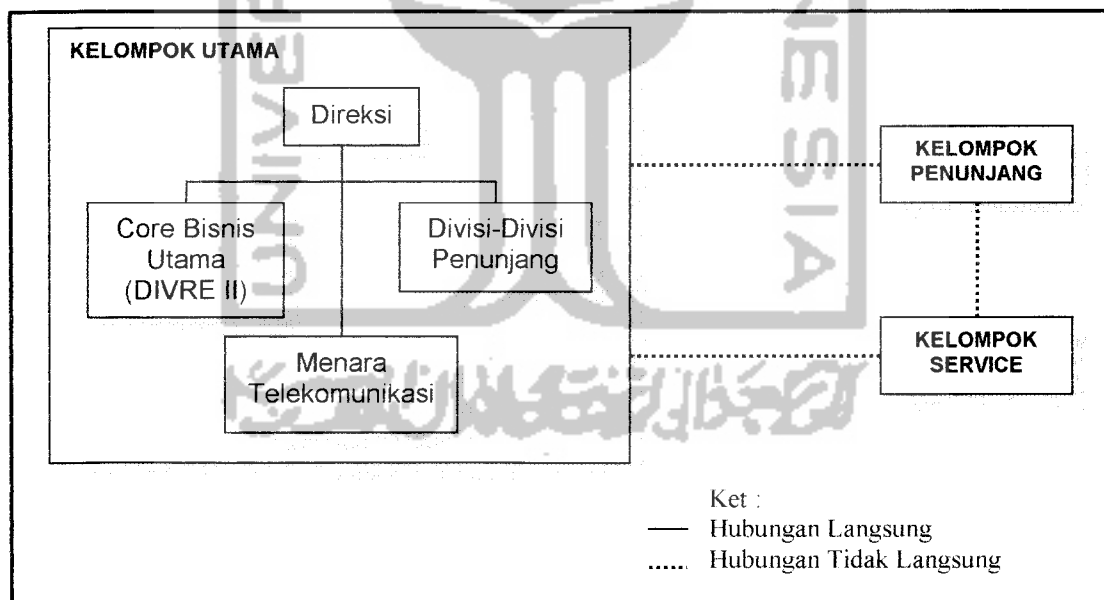 KELOMPOK UTAMA
Direksi
Core Bisnis
Utama
(DIVRE II)
Divisi-Divisi
Penunjang
Menara
Telekomunikasi
KELOMPOK
PENUNJANG
KELOMPOK
SERVICE
Ket :
Hubungan Langsung
Hubungan Tidak Langsung